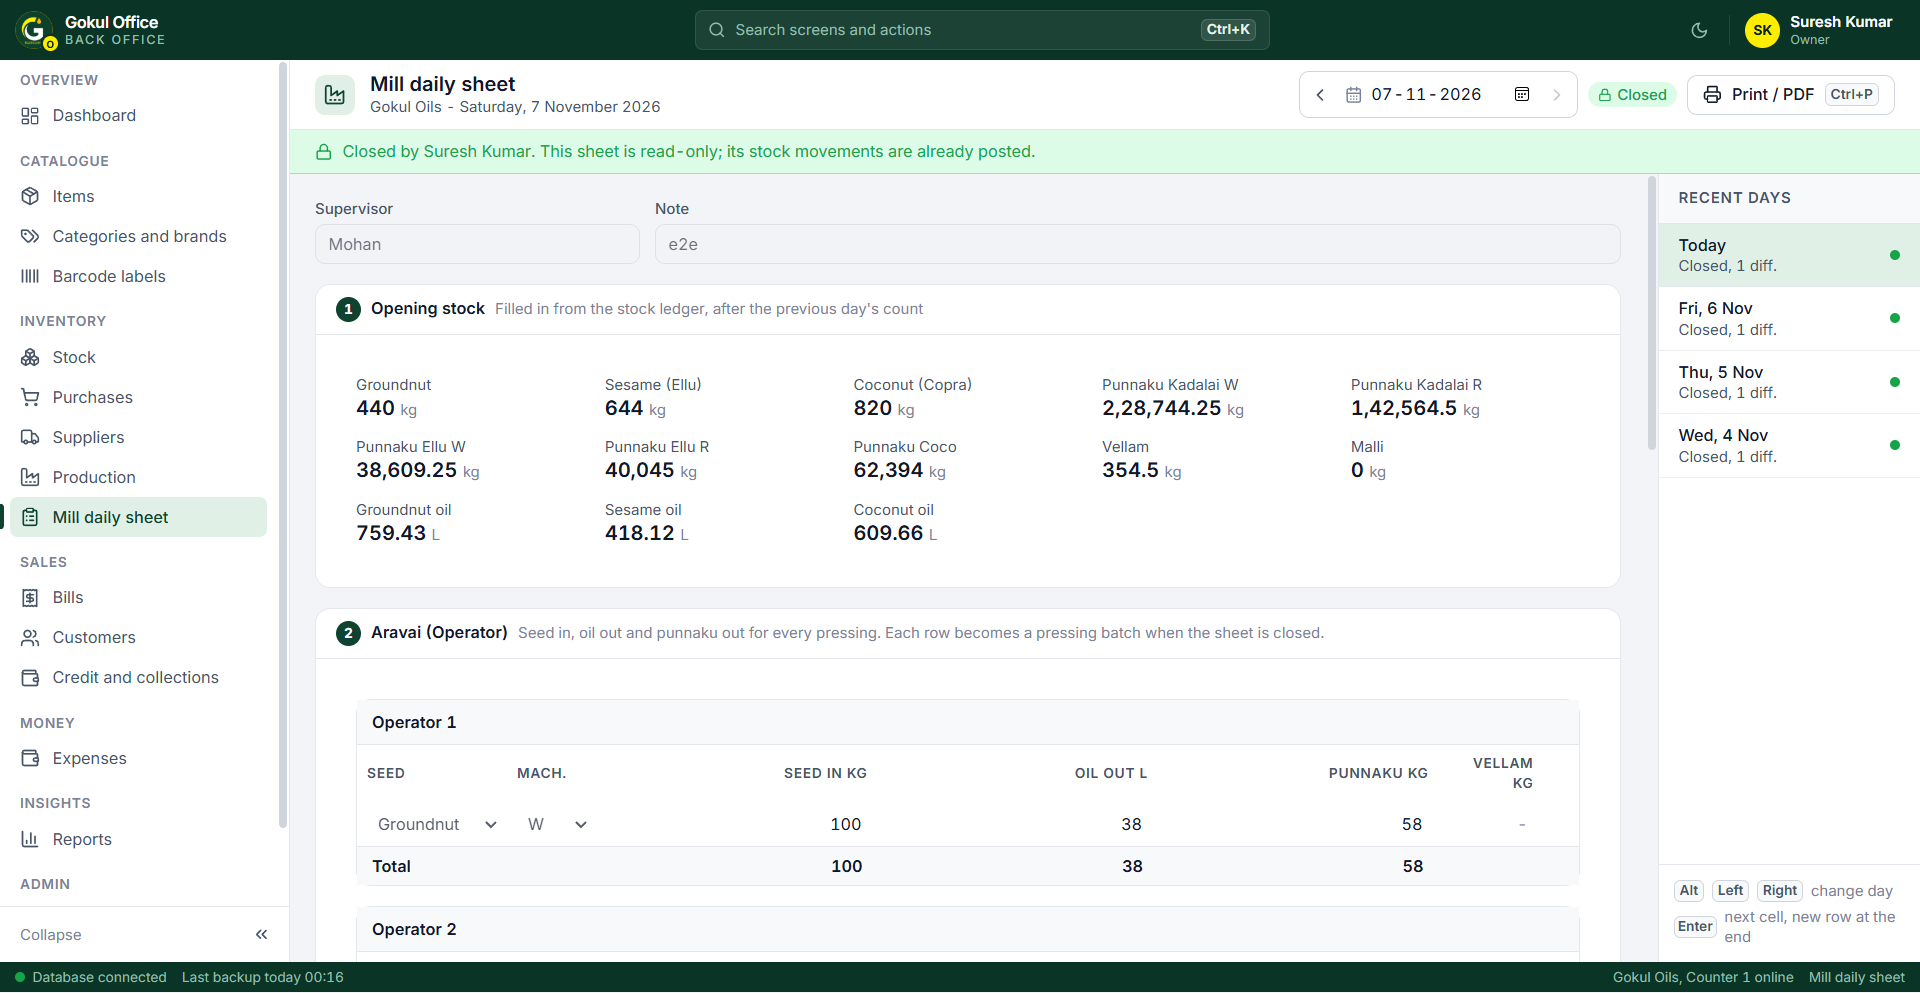 Gokul Office
BACK OFFICE
Search screens and actions
Ctrl+K
SK
Suresh Kumar
Owner
OVERVIEW
Dashboard
CATALOGUE
Items
Categories and brands
Barcode labels
INVENTORY
Stock
Purchases
Suppliers
Production
Mill daily sheet
SALES
Bills
Customers
Credit and collections
MONEY
Expenses
INSIGHTS
Reports
ADMIN
Collapse
Mill daily sheet
Gokul Oils - Saturday, 7 November 2026
07-11-2026
Closed
Print / PDF Ctrl+P
Closed by Suresh Kumar. This sheet is read-only; its stock movements are already posted.
Supervisor
Mohan
Note
e2e
1 Opening stock Filled in from the stock ledger, after the previous day's count
Groundnut
440 kg
Sesame (Ellu)
644 kg
Coconut (Copra)
820 kg
Punnaku Kadalai W
2,28,744.25 kg
Punnaku Kadalai R
1,42,564.5 kg
Punnaku Ellu W
38,609.25 kg
Punnaku Ellu R
40,045 kg
Punnaku Coco
62,394 kg
Vellam
354.5 kg
Malli
0 kg
Groundnut oil
759.43 L
Sesame oil
418.12 L
Coconut oil
609.66 L
2 Aravai (Operator) Seed in, oil out and punnaku out for every pressing. Each row becomes a pressing batch when the sheet is closed.
Operator 1
SEED MACH. SEED IN KG OIL OUT L PUNNAKU KG VELLAM KG
Groundnut W 100 38 58 -
Total 100 38 58
Operator 2
RECENT DAYS
Today
Closed, 1 diff.
Fri, 6 Nov
Closed, 1 diff.
Thu, 5 Nov
Closed, 1 diff.
Wed, 4 Nov
Closed, 1 diff.
Alt Left Right change day
Enter next cell, new row at the end
Database connected Last backup today 00:16
Gokul Oils, Counter 1 online Mill daily sheet